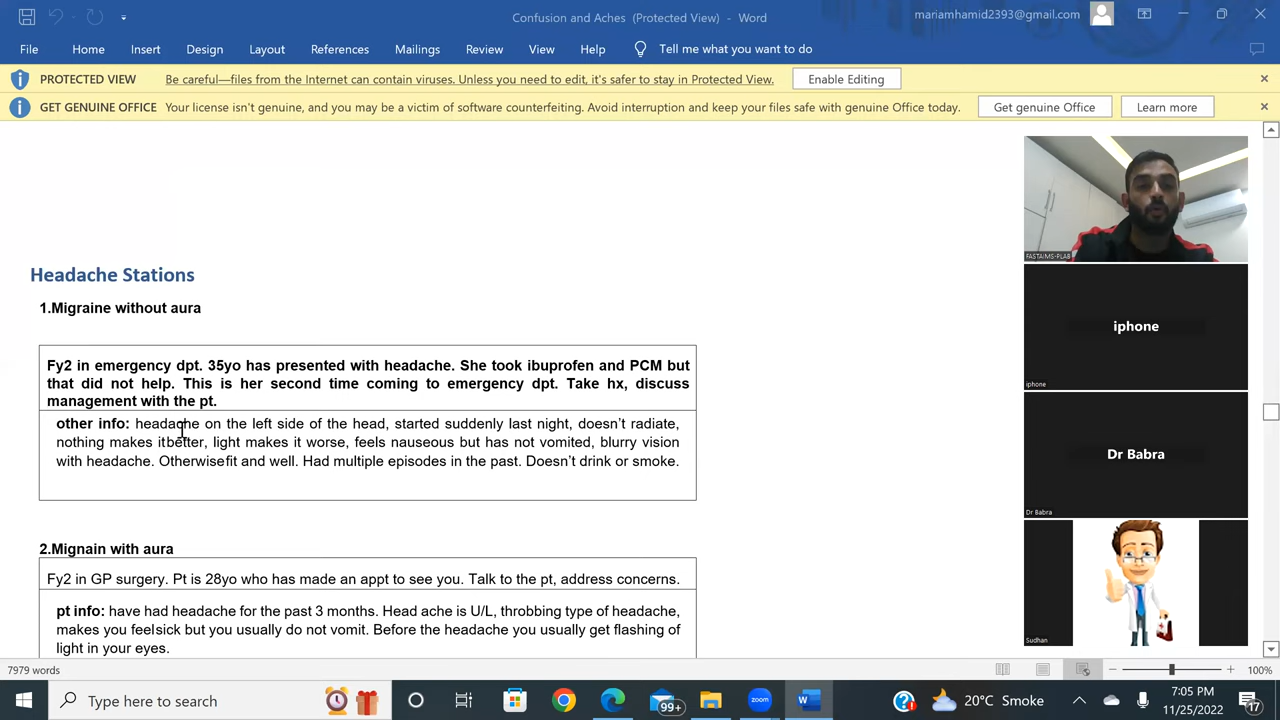 Confusion and Aches (Protected View) - Word
mariamhamid2393@gmail.com
File Home Insert Design Layout References Mailings Review View Help Tell me what you want to do
PROTECTED VIEW Be careful—files from the Internet can contain viruses. Unless you need to edit, it's safer to stay in Protected View. Enable Editing
GET GENUINE OFFICE Your license isn't genuine, and you may be a victim of software counterfeiting. Avoid interruption and keep your files safe with genuine Office today. Get genuine Office Learn more
Headache Stations
1.Migraine without aura
Fy2 in emergency dpt. 35yo has presented with headache. She took ibuprofen and PCM but
that did not help. This is her second time coming to emergency dpt. Take hx, discuss
management with the pt.
other info: headache on the left side of the head, started suddenly last night, doesn't radiate,
nothing makes itbetter, light makes it worse, feels nauseous but has not vomited, blurry vision
with headache. Otherwisefit and well. Had multiple episodes in the past. Doesn't drink or smoke.
2.Mignain with aura
Fy2 in GP surgery. Pt is 28yo who has made an appt to see you. Talk to the pt, address concerns.
pt info: have had headache for the past 3 months. Head ache is U/L, throbbing type of headache,
makes you feelsick but you usually do not vomit. Before the headache you usually get flashing of
light in your eyes.
FASTAIMS-PLAB
iphone
iphone
Dr Babra
Dr Babra
Sudhan
7979 words
100%
Type here to search
99+
zoom
20°C Smoke
7:05 PM
11/25/2022
17